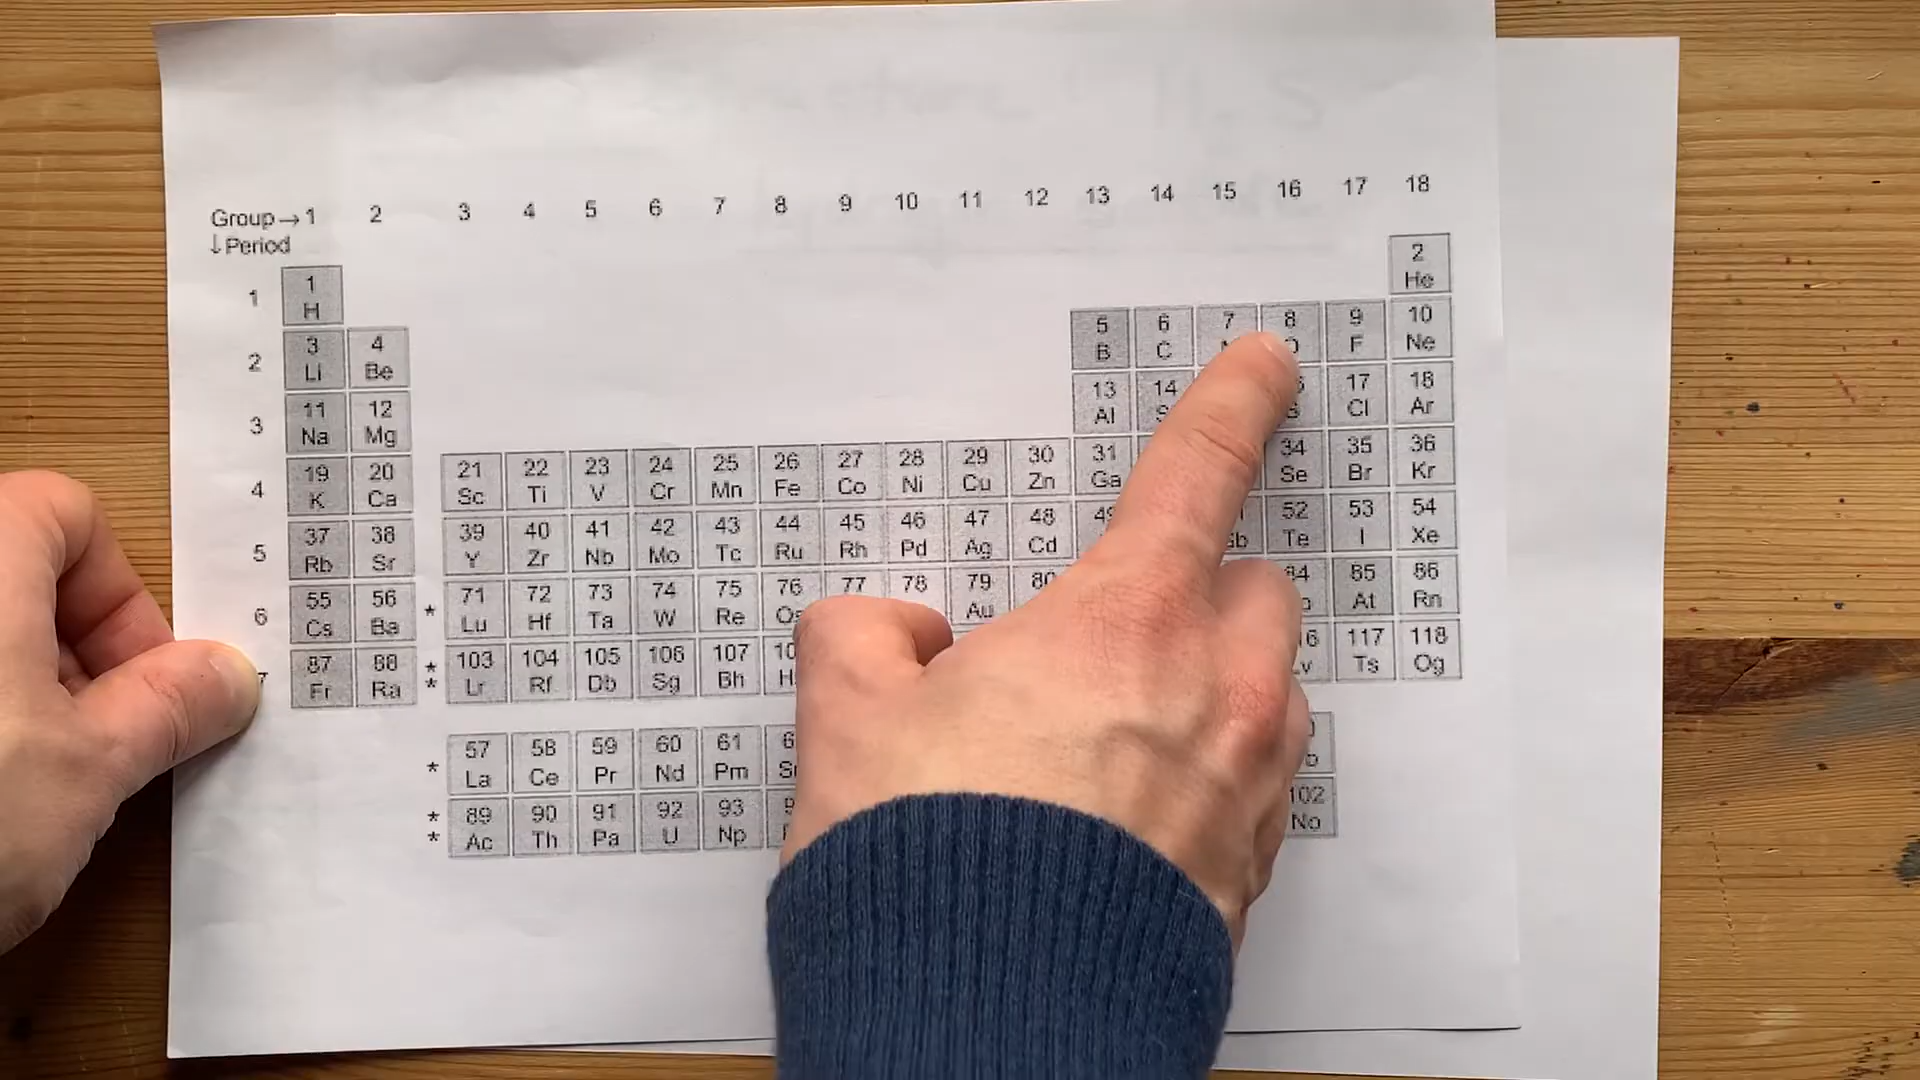 Group → 1 2 3 4 5 6 7 8 9 10 11 12 13 14 15 16 17 18
↓ Period
2
He
1
1
H
5 6 7 8 9 10
B C F Ne
2
3 4
Li Be
13 14 17 18
Al Cl Ar
3
11 12
Na Mg
21 22 23 24 25 26 27 28 29 30 31 34 35 36
4
19 20
K Ca Sc Ti V Cr Mn Fe Co Ni Cu Zn Ga Se Br Kr
37 38 39 40 41 42 43 44 45 46 47 48 52 53 54
5
Rb Sr Y Zr Nb Mo Tc Ru Rh Pd Ag Cd Te I Xe
55 56 71 72 73 74 75 76 77 78 79 85 86
6 *
Cs Ba Lu Hf Ta W Re Au At Rn
87 88 * 103 104 105 106 107 117 118
Fr Ra * Lr Rf Db Sg Bh Ts Og
57 58 59 60 61
* La Ce Pr Nd Pm
* 89 90 91 92 93 102
* Ac Th Pa U Np No